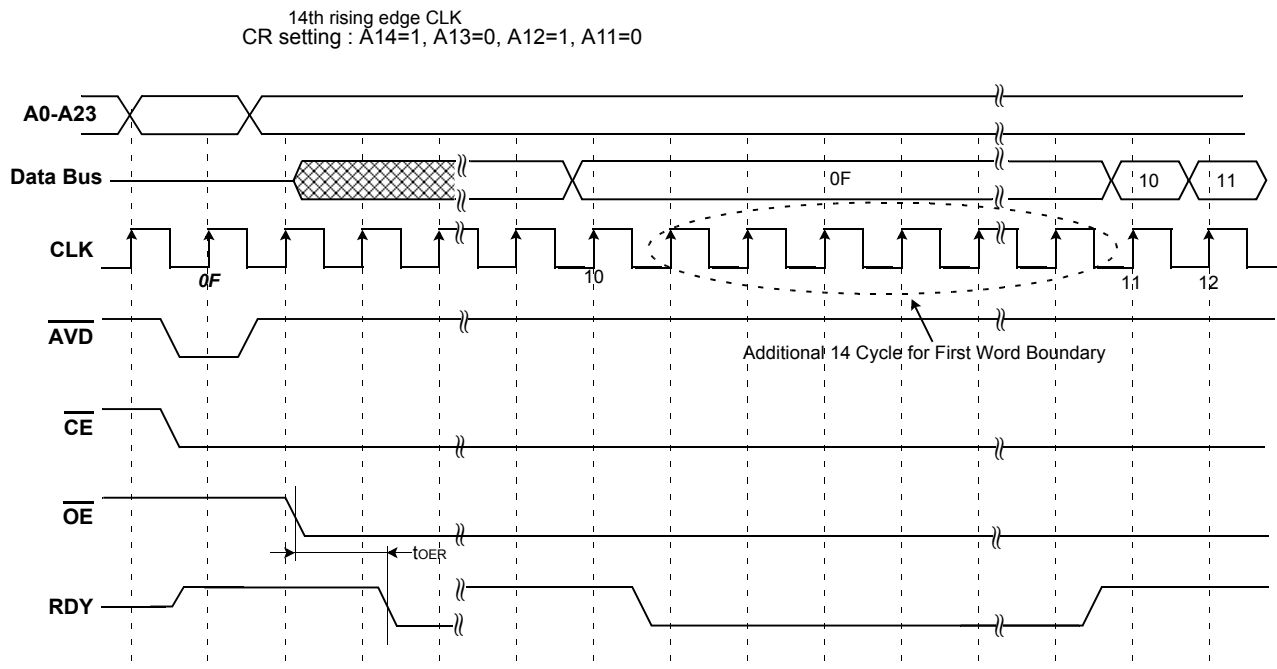 14th rising edge CLK
CR setting : A14=1, A13=0, A12=1, A11=0
A0-A23
Data Bus
0F
10
11
CLK
0F
10
11
12
AVD
Additional 14 Cycle for First Word Boundary
CE
OE
tOER
RDY